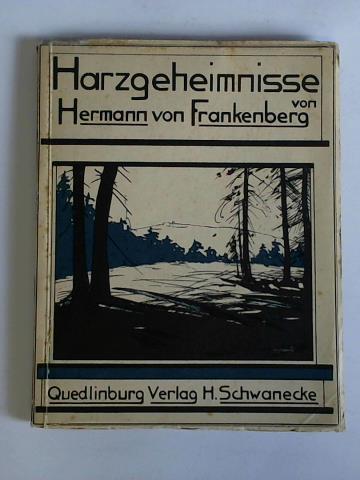 Harzgeheimnisse
von
Hermann von Frankenberg
Quedlinburg Verlag H. Schwanecke